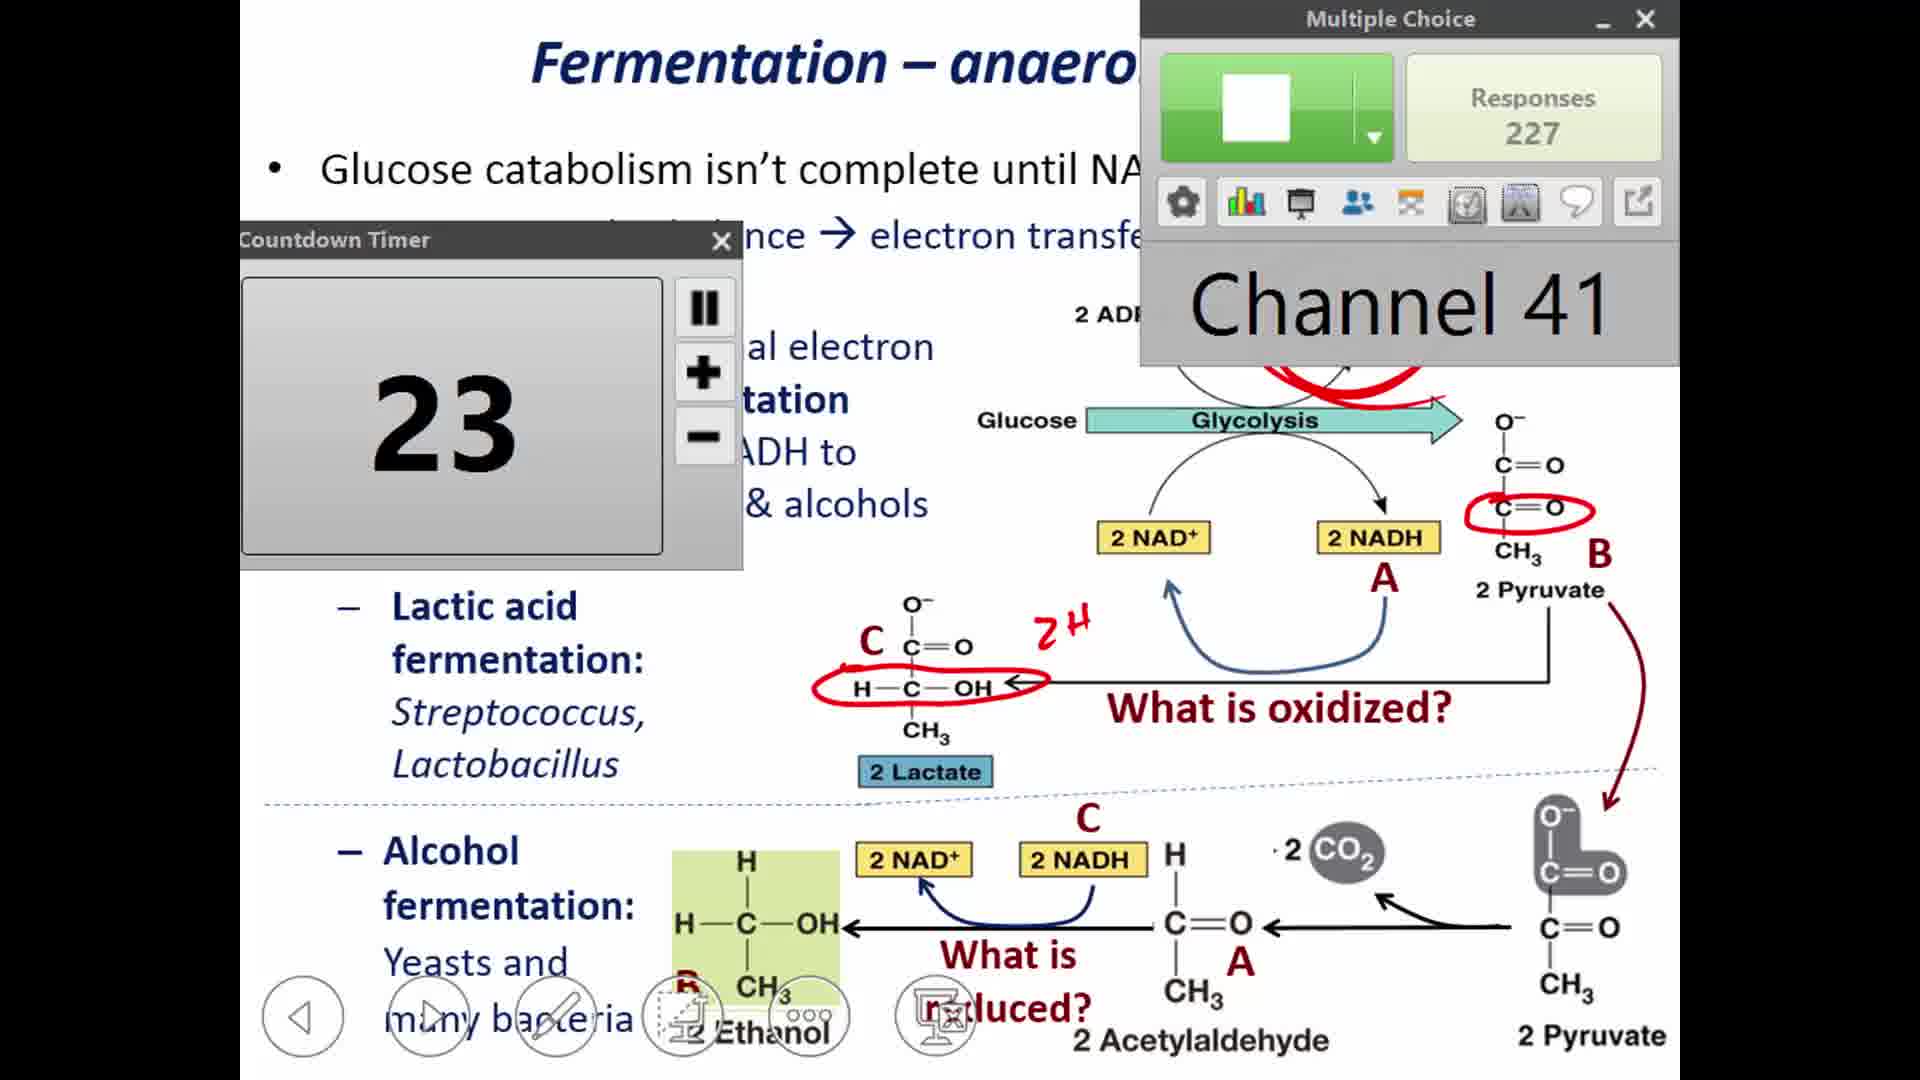 Fermentation – anaero
Multiple Choice
Responses
227
Channel 41
• Glucose catabolism isn't complete until NA
nce → electron transfe
Countdown Timer
23
al electron
tation
ADH to
& alcohols
2 AD
Glucose
Glycolysis
2 NAD⁺
2 NADH
A
O⁻
C=O
C=O
CH₃
B
2 Pyruvate
– Lactic acid
fermentation:
Streptococcus,
Lactobacillus
O⁻
C
C=O
H—C—OH
CH₃
2 Lactate
2H
What is oxidized?
– Alcohol
fermentation:
Yeasts and
many bacteria
H
H—C—OH
CH₃
B
2 Ethanol
C
2 NAD⁺
2 NADH
What is
reduced?
H
C=O
A
CH₃
2 Acetylaldehyde
2 CO₂
O⁻
C=O
C=O
CH₃
2 Pyruvate